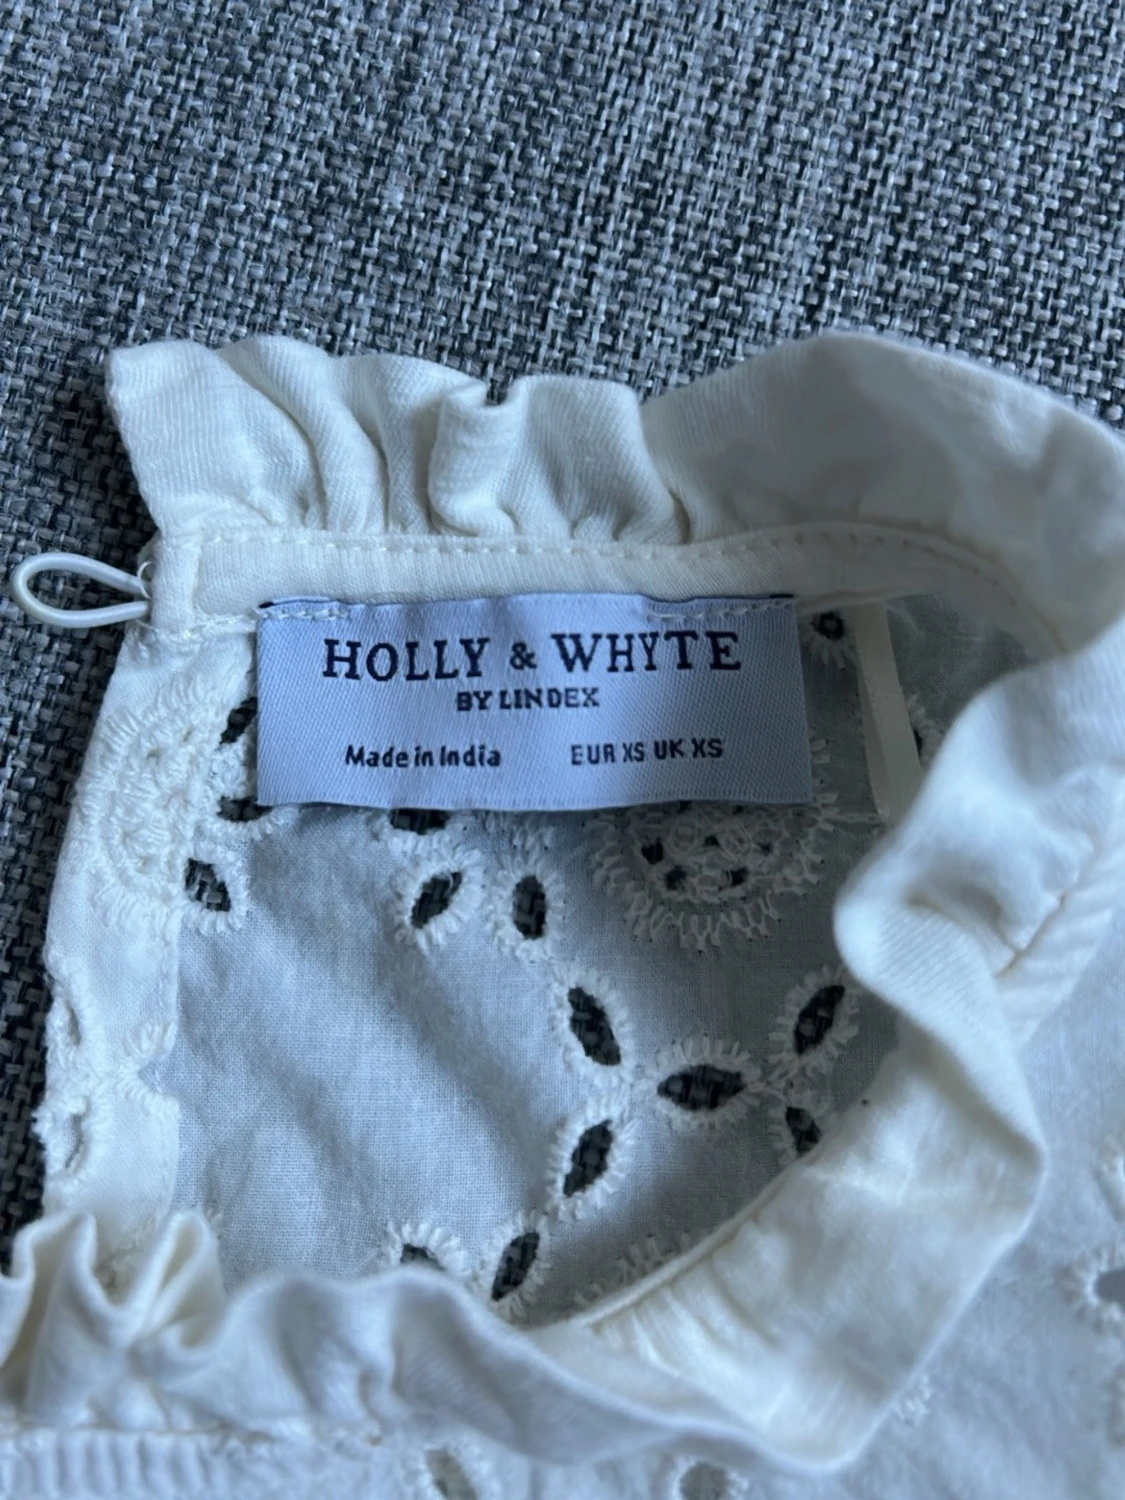 HOLLY & WHYTE
BY LINDEX
Made in India EUR XS UK XS